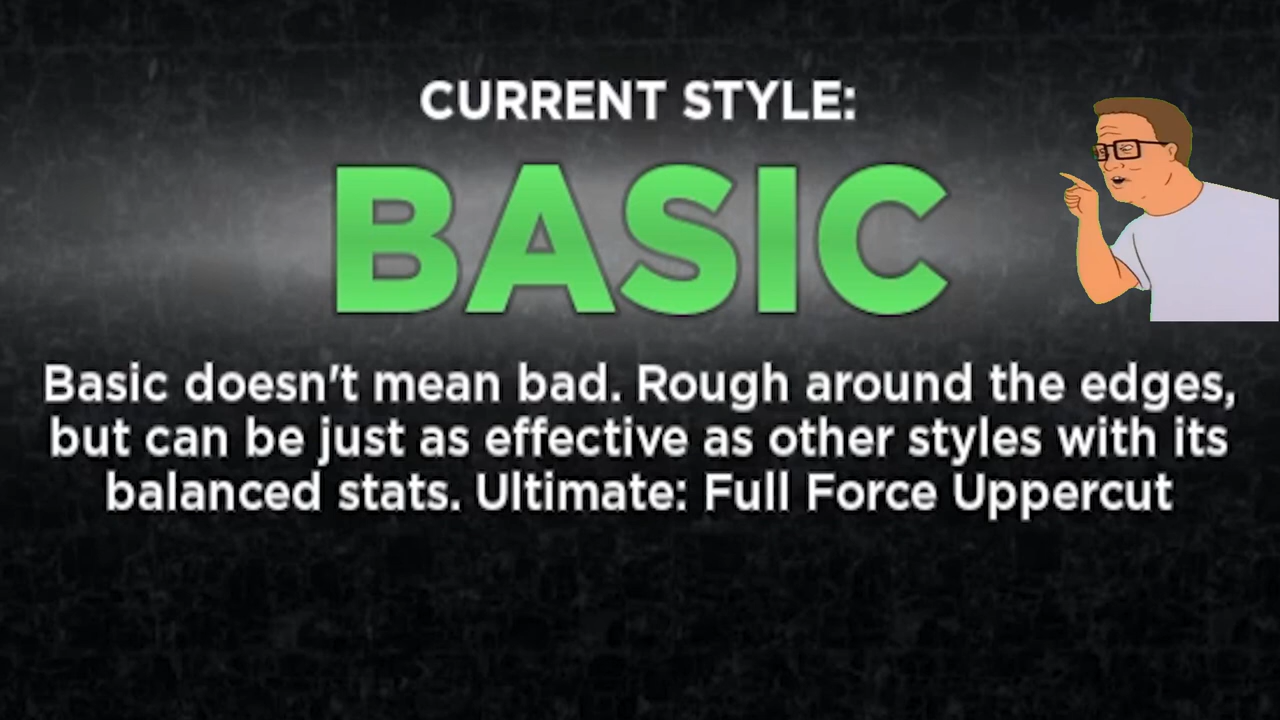 CURRENT STYLE:
BASIC
Basic doesn't mean bad. Rough around the edges,
but can be just as effective as other styles with its
balanced stats. Ultimate: Full Force Uppercut